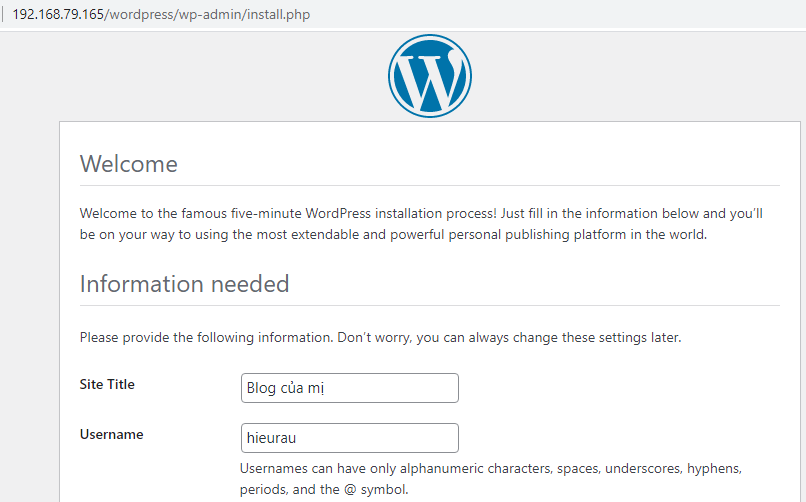 192.168.79.165/wordpress/wp-admin/install.php
W
Welcome
Welcome to the famous five-minute WordPress installation process! Just fill in the information below and you’ll
be on your way to using the most extendable and powerful personal publishing platform in the world.
Information needed
Please provide the following information. Don’t worry, you can always change these settings later.
Site Title Blog của mị
Username hieurau
Usernames can have only alphanumeric characters, spaces, underscores, hyphens,
periods, and the @ symbol.